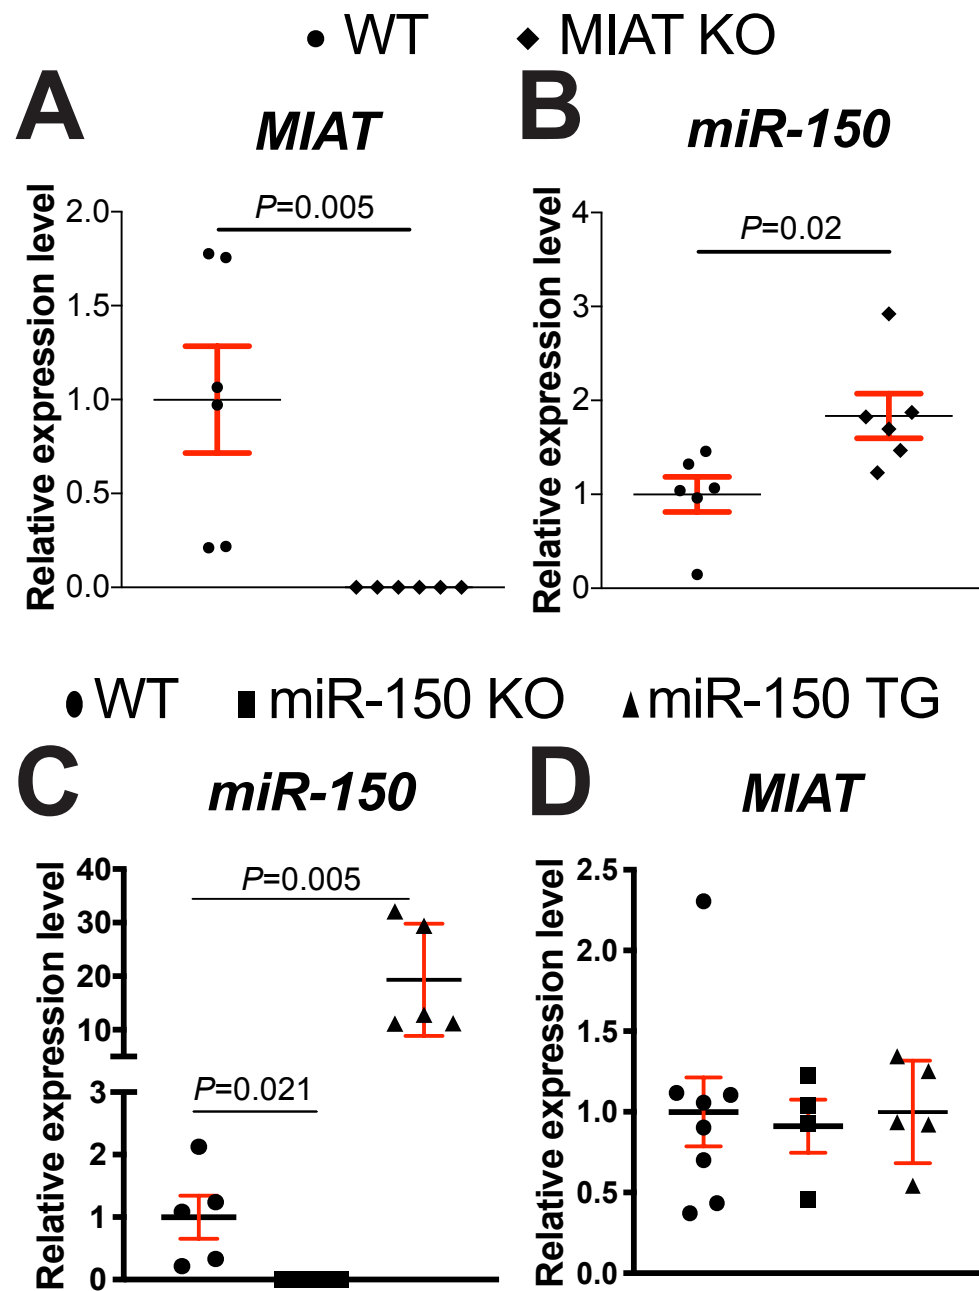 WT MIAT KO
A MIAT
Relative expression level
P=0.005
2.0
1.5
1.0
0.5
0.0
B miR-150
Relative expression level
P=0.02
4
3
2
1
0
WT miR-150 KO miR-150 TG
C miR-150
Relative expression level
P=0.005
40
30
20
10
P=0.021
3
2
1
0
D MIAT
Relative expression level
2.5
2.0
1.5
1.0
0.5
0.0